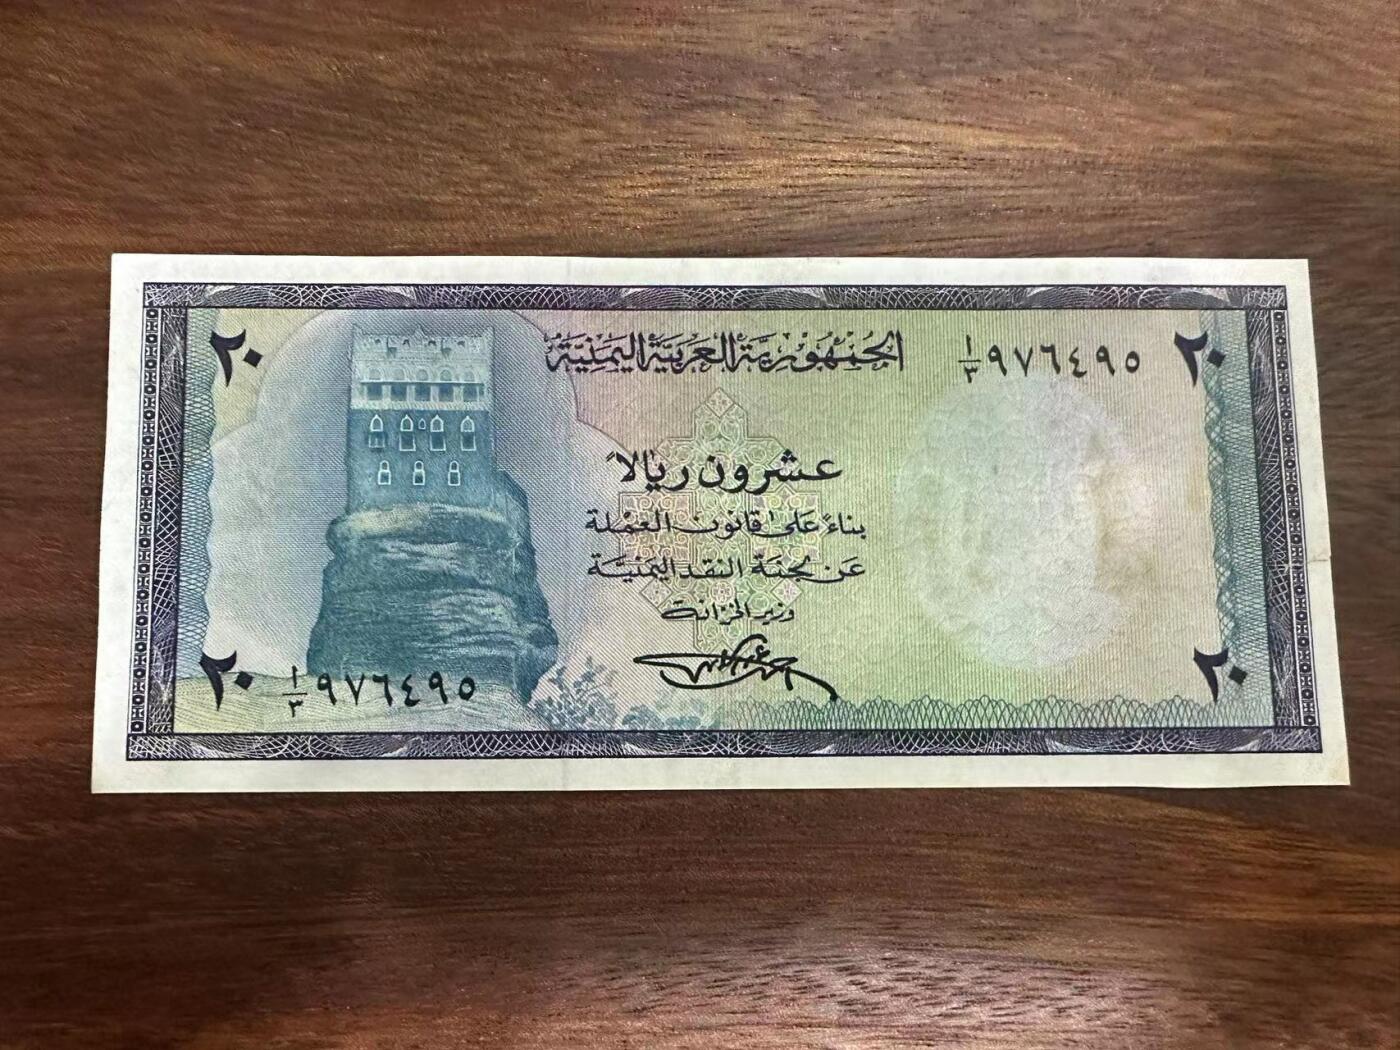 الجمهورية العربية اليمنية
٢٠
١/٣ ٩٧٦٤٩٥
٢٠
عشرون ريالاً
بناءً على قانون العملة
عن لجنة النقد اليمنية
وزير الخزانة
٢٠
١/٣ ٩٧٦٤٩٥
٢٠